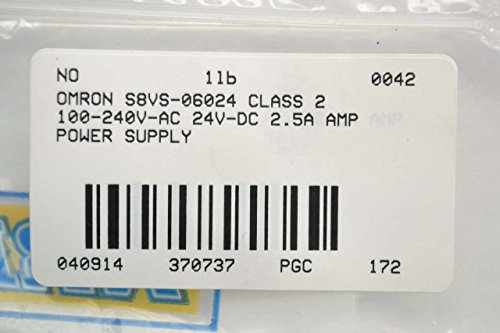 NO 1lb 0042
OMRON S8VS-06024 CLASS 2
100-240V-AC 24V-DC 2.5A AMP AMP
POWER SUPPLY
040914 370737 PGC 172